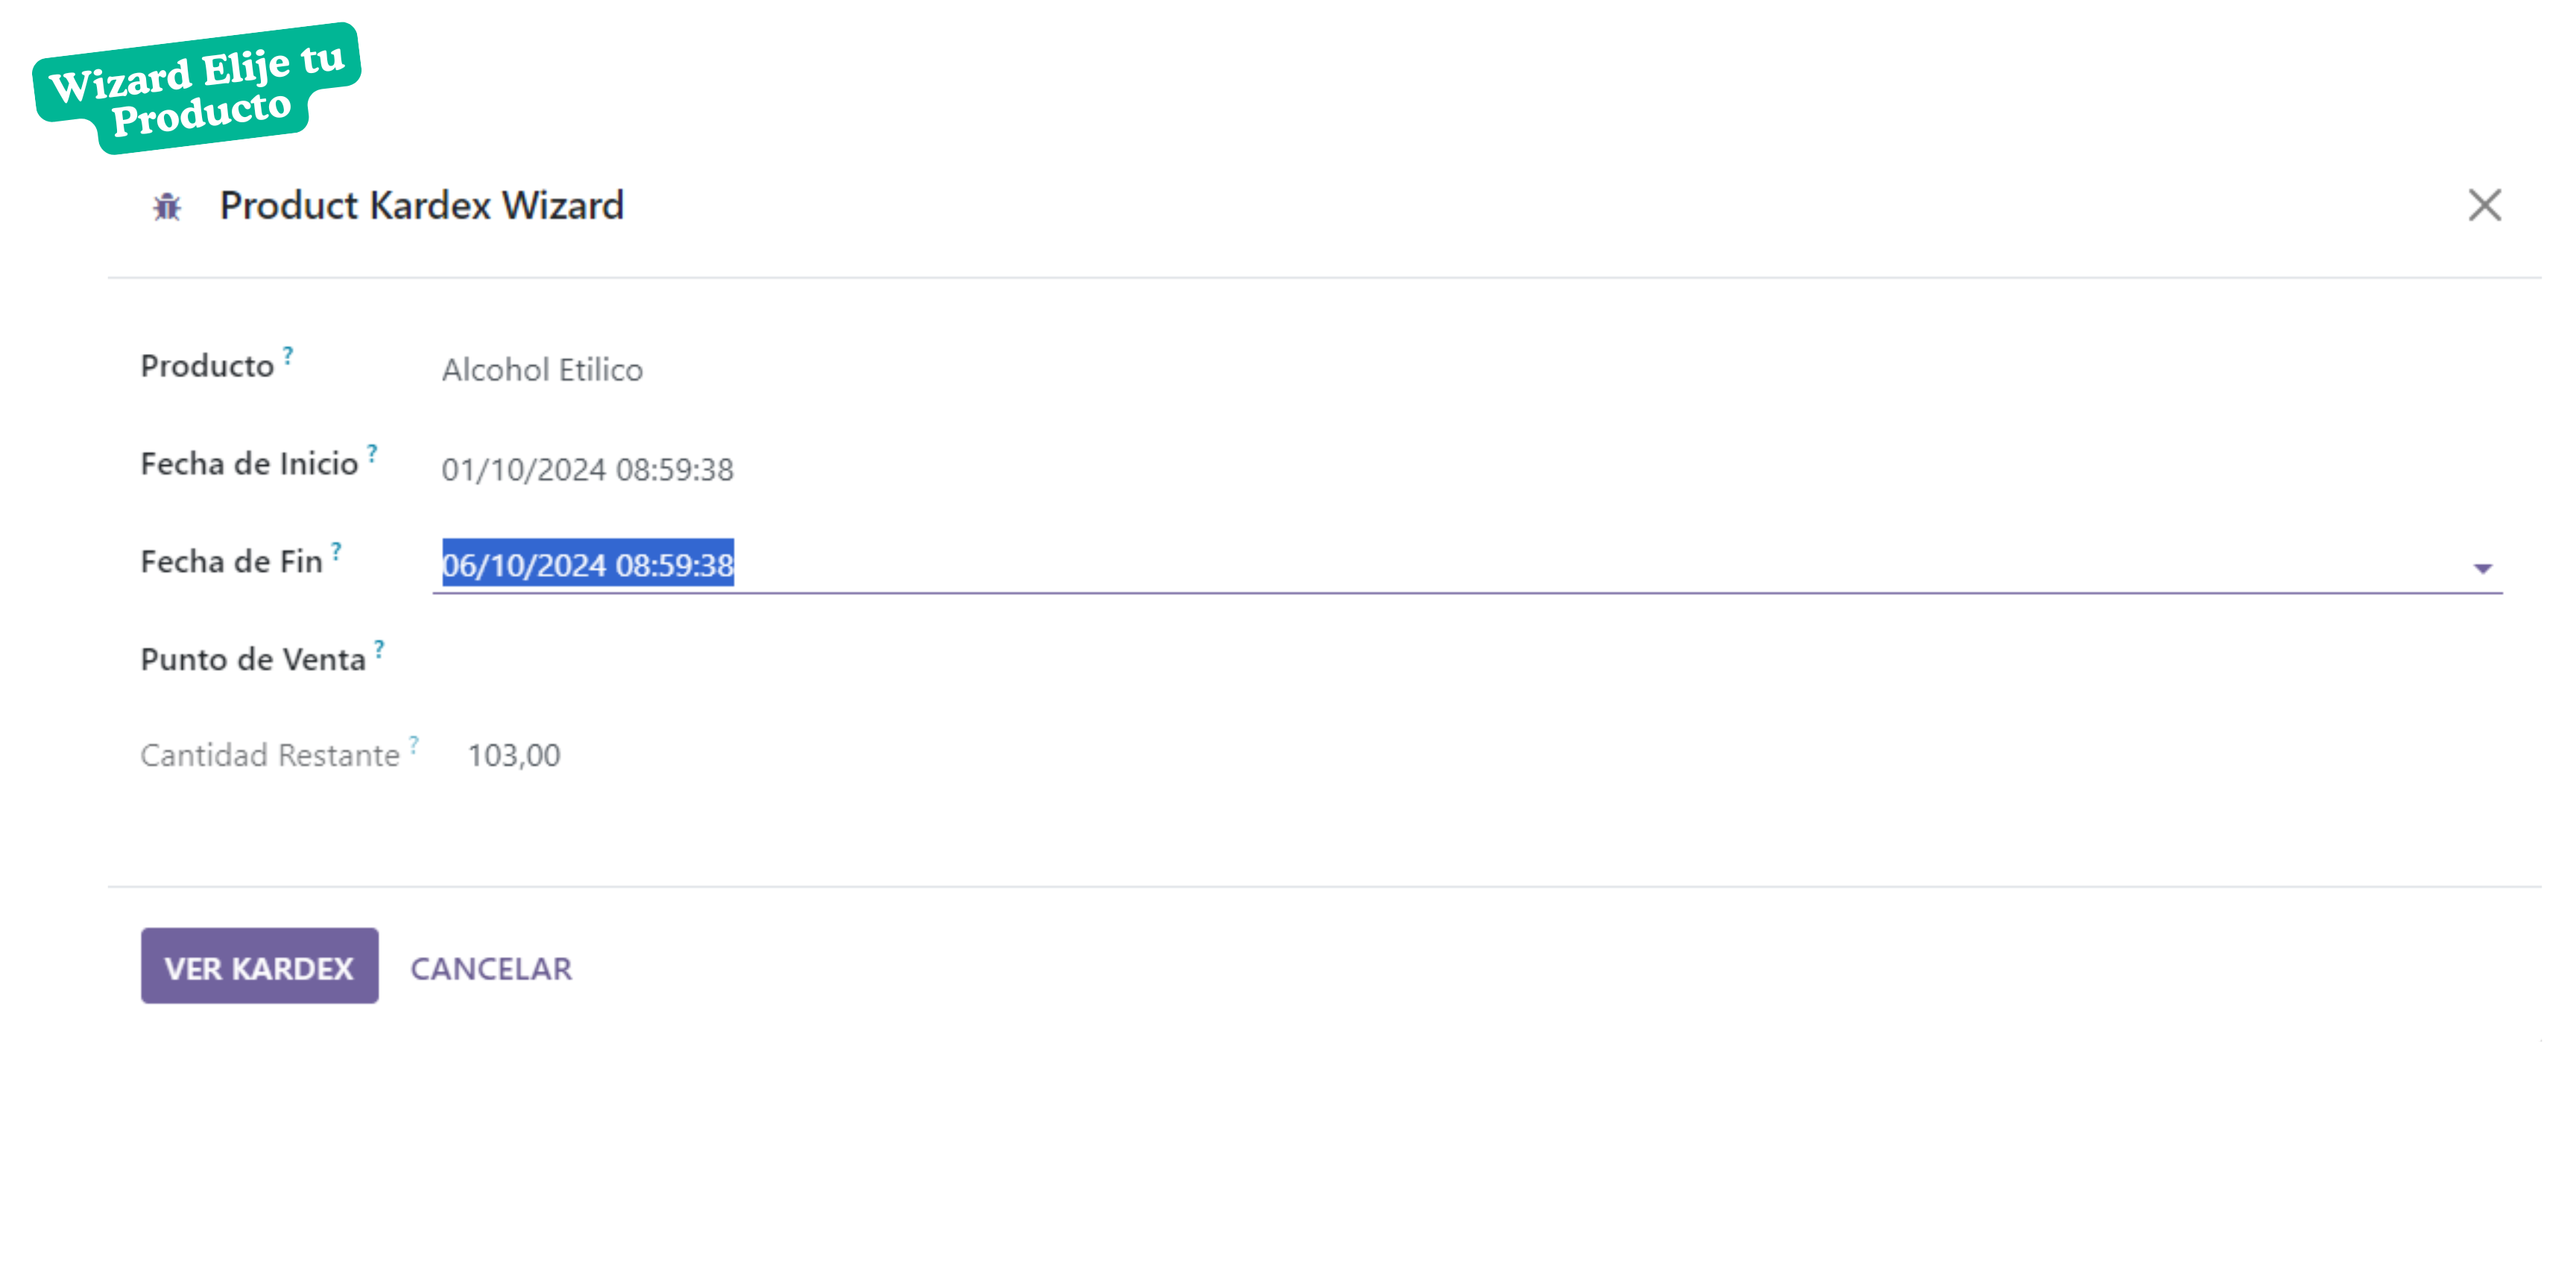 Wizard Elije tu
Producto
Product Kardex Wizard
Producto ?
Alcohol Etilico
Fecha de Inicio ?
01/10/2024 08:59:38
Fecha de Fin ?
06/10/2024 08:59:38
Punto de Venta ?
Cantidad Restante ?
103,00
VER KARDEX
CANCELAR